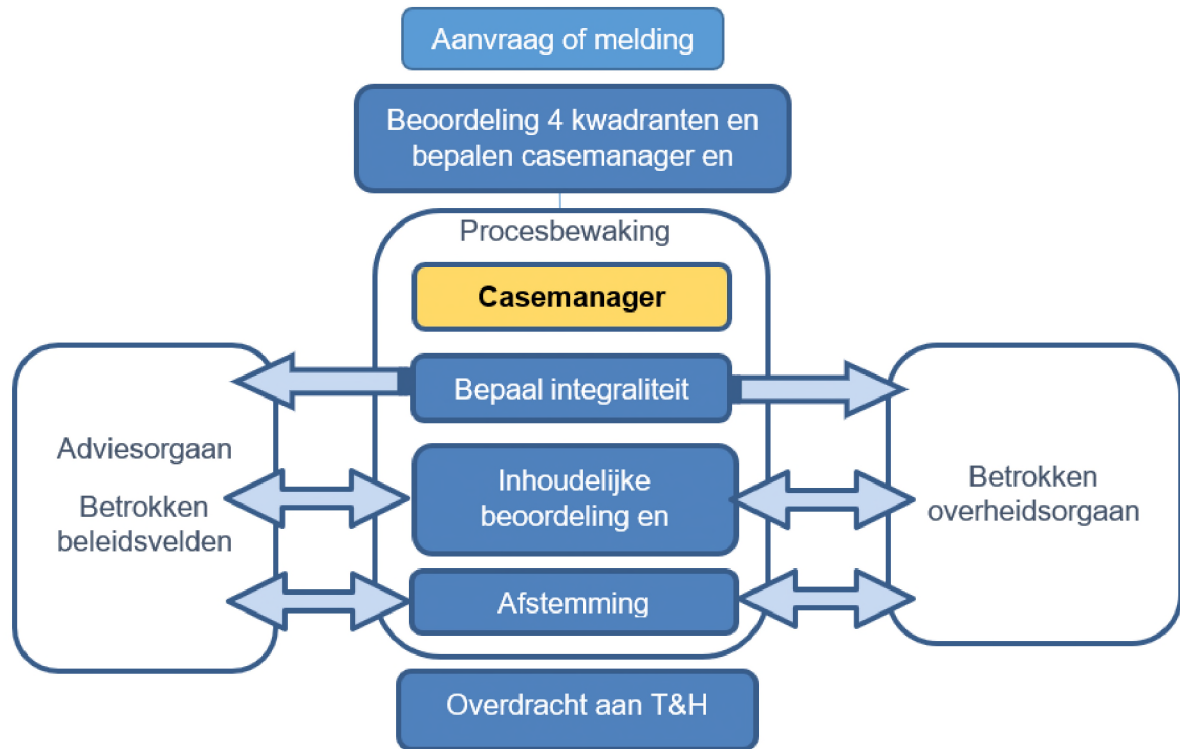 Aanvraag of melding
Beoordeling 4 kwadranten en
bepalen casemanager en
Procesbewaking
Casemanager
Bepaal integraliteit
Adviesorgaan
Betrokken
beleidsvelden
Inhoudelijke
beoordeling en
Betrokken
overheidsorgaan
Afstemming
Overdracht aan T&H